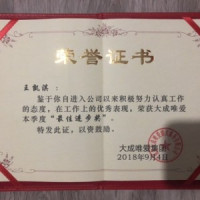 荣誉证书
王凯淇：
鉴于你自进入公司以来积极努力认真工作
的态度，在工作上的优秀表现，荣获大成唯爱
本季度“最佳进步奖”。
特发此证，以资鼓励。
大成唯爱集团
2018年9月4日